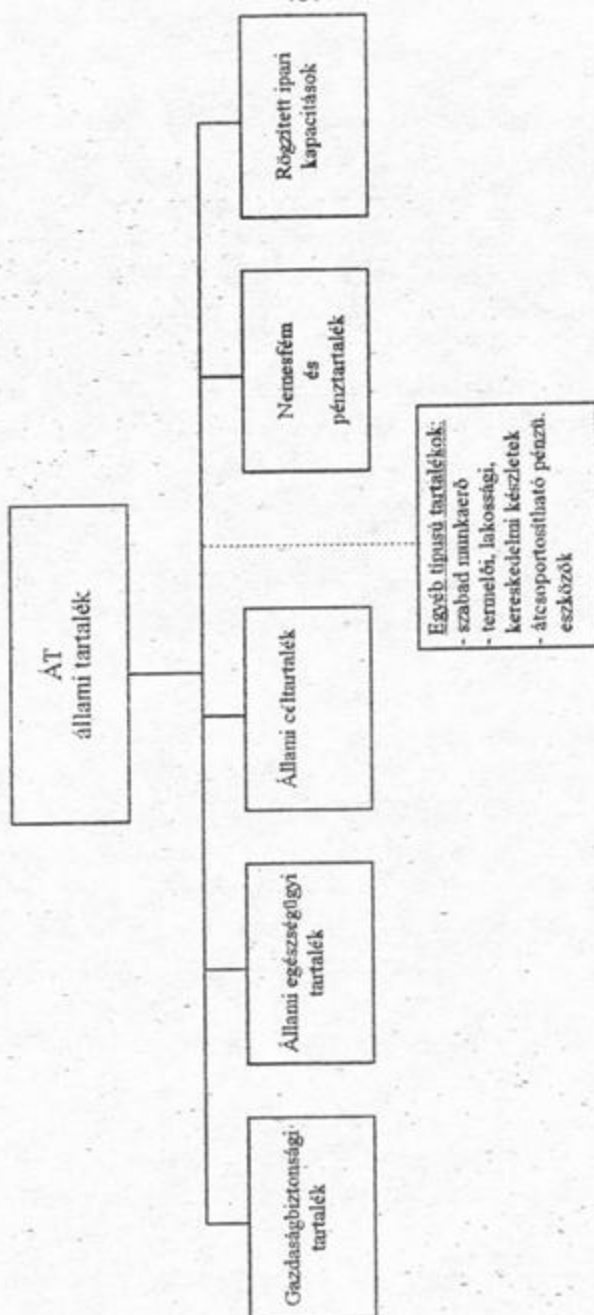 ÁT
állami tartalék
Gazdaságbiztonsági
tartalék
Állami egészségügyi
tartalék
Állami céltartalék
Nemesfém
és
pénztartalék
Rögzített ipari
kapacitások
Egyéb típusú tartalékok:
- szabad munkaerő
- termelői, lakossági,
kereskedelmi készletek
- átcsoportosítható pénzü.
eszközök